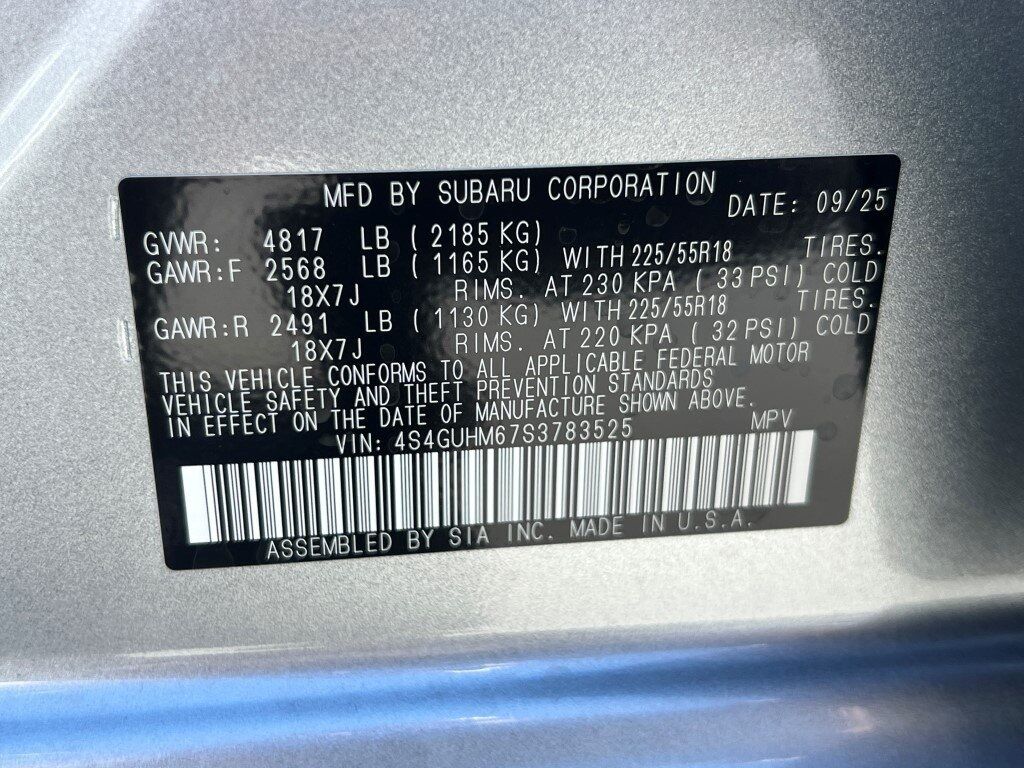 MFD BY SUBARU CORPORATION
DATE: 09/25
GVWR: 4817 LB ( 2185 KG)
GAWR:F 2568 LB ( 1165 KG) WITH 225/55R18 TIRES.
18X7J RIMS. AT 230 KPA ( 33 PSI) COLD
GAWR:R 2491 LB ( 1130 KG) WITH 225/55R18 TIRES.
18X7J RIMS. AT 220 KPA ( 32 PSI) COLD
THIS VEHICLE CONFORMS TO ALL APPLICABLE FEDERAL MOTOR
VEHICLE SAFETY AND THEFT PREVENTION STANDARDS
IN EFFECT ON THE DATE OF MANUFACTURE SHOWN ABOVE.
VIN: 4S4GUHM67S3783525 MPV
ASSEMBLED BY SIA INC. MADE IN U.S.A.